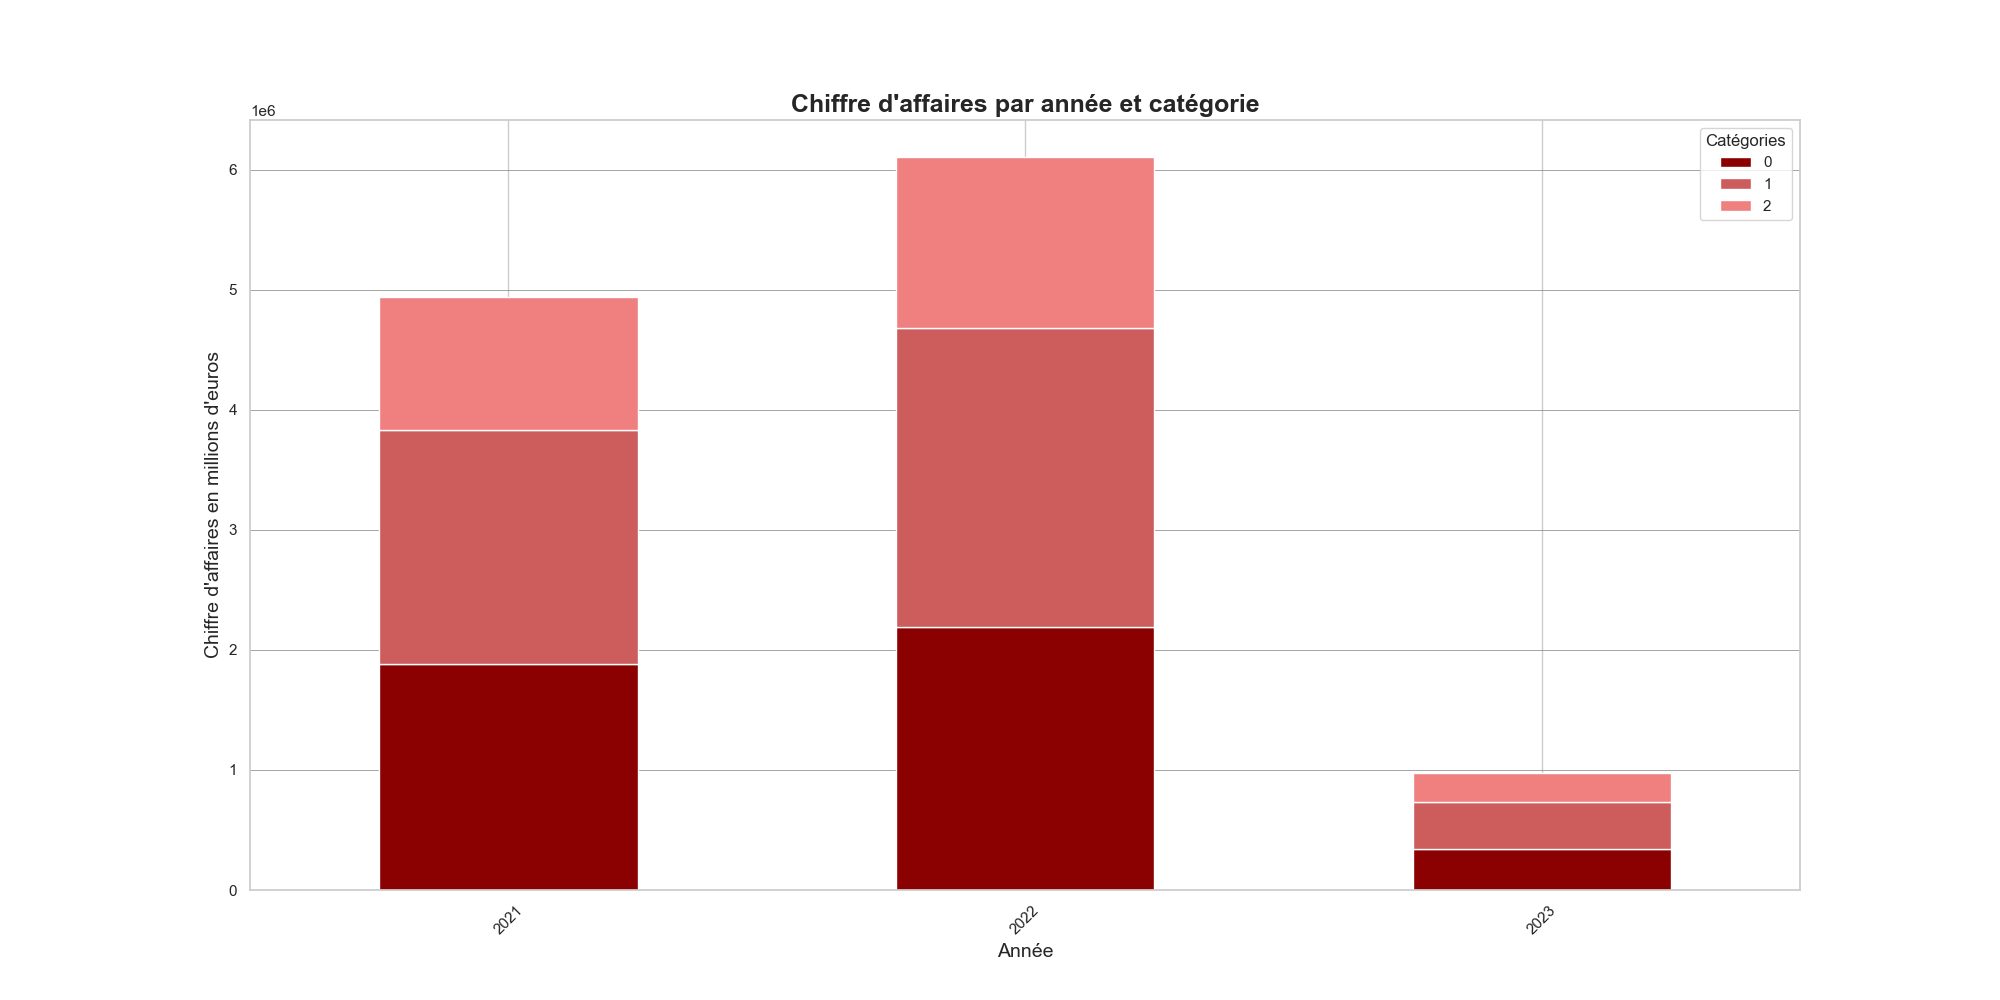 Chiffre d'affaires par année et catégorie
1e6
Catégories
0
1
2
6
5
4
3
2
1
0
Chiffre d'affaires en millions d'euros
2021
2022
2023
Année